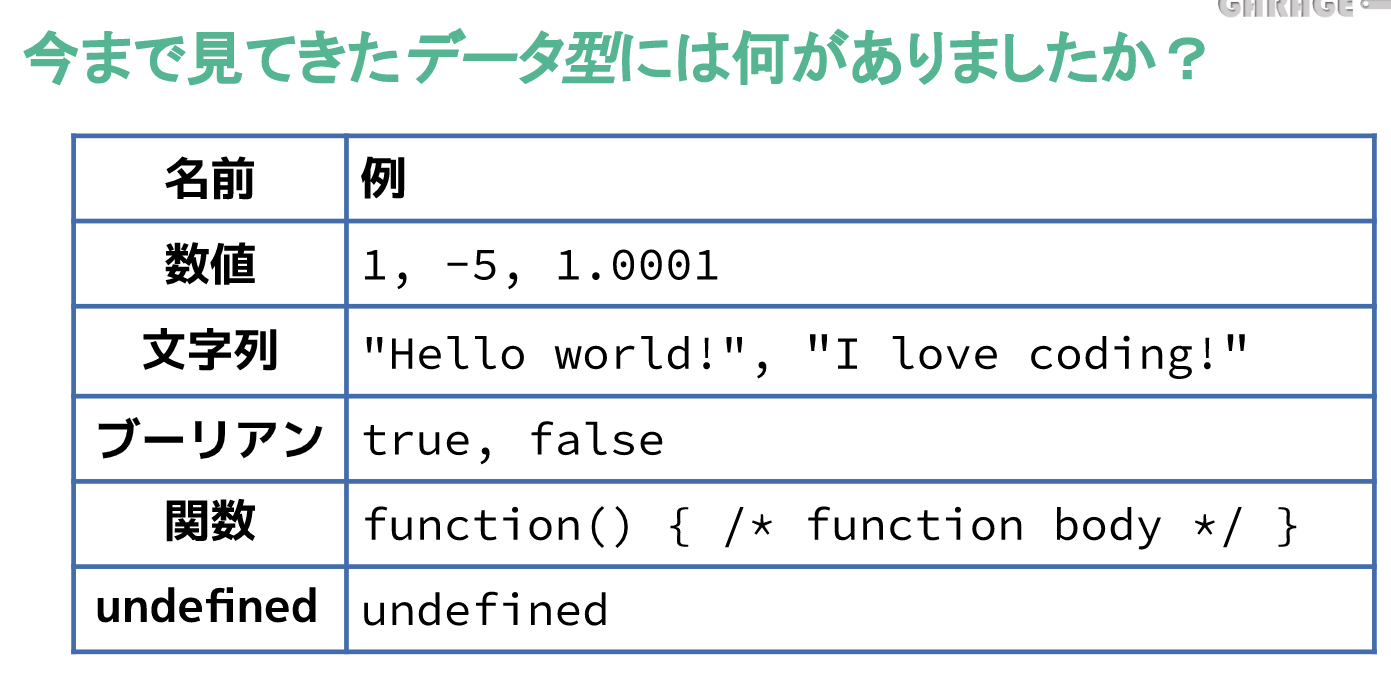 GARAGE
今まで見てきたデータ型には何がありましたか？
名前 例
数値 1, -5, 1.0001
文字列 "Hello world!", "I love coding!"
ブーリアン true, false
関数 function() { /* function body */ }
undefined undefined